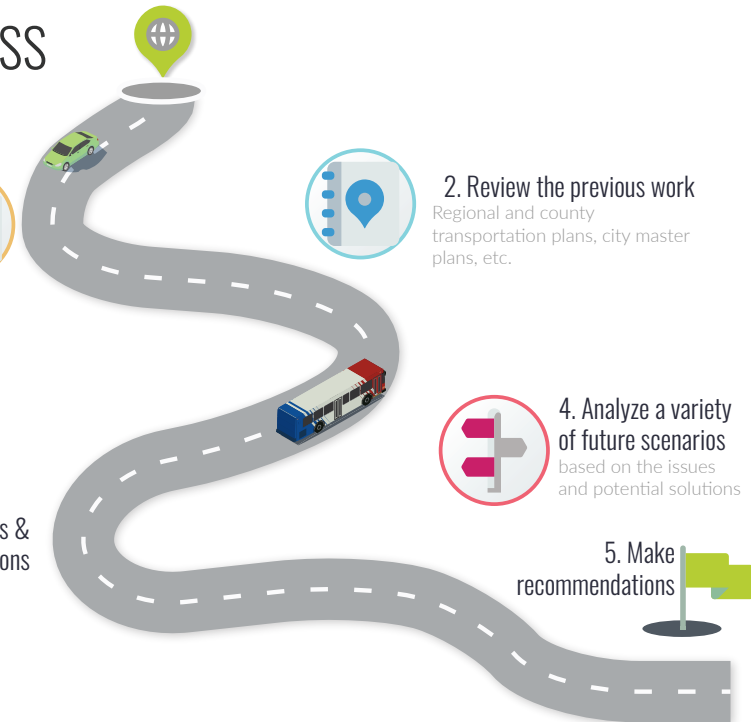 SS
2. Review the previous work
Regional and county
transportation plans, city master
plans, etc.
4. Analyze a variety
of future scenarios
based on the issues
and potential solutions
s &
ons
5. Make
recommendations